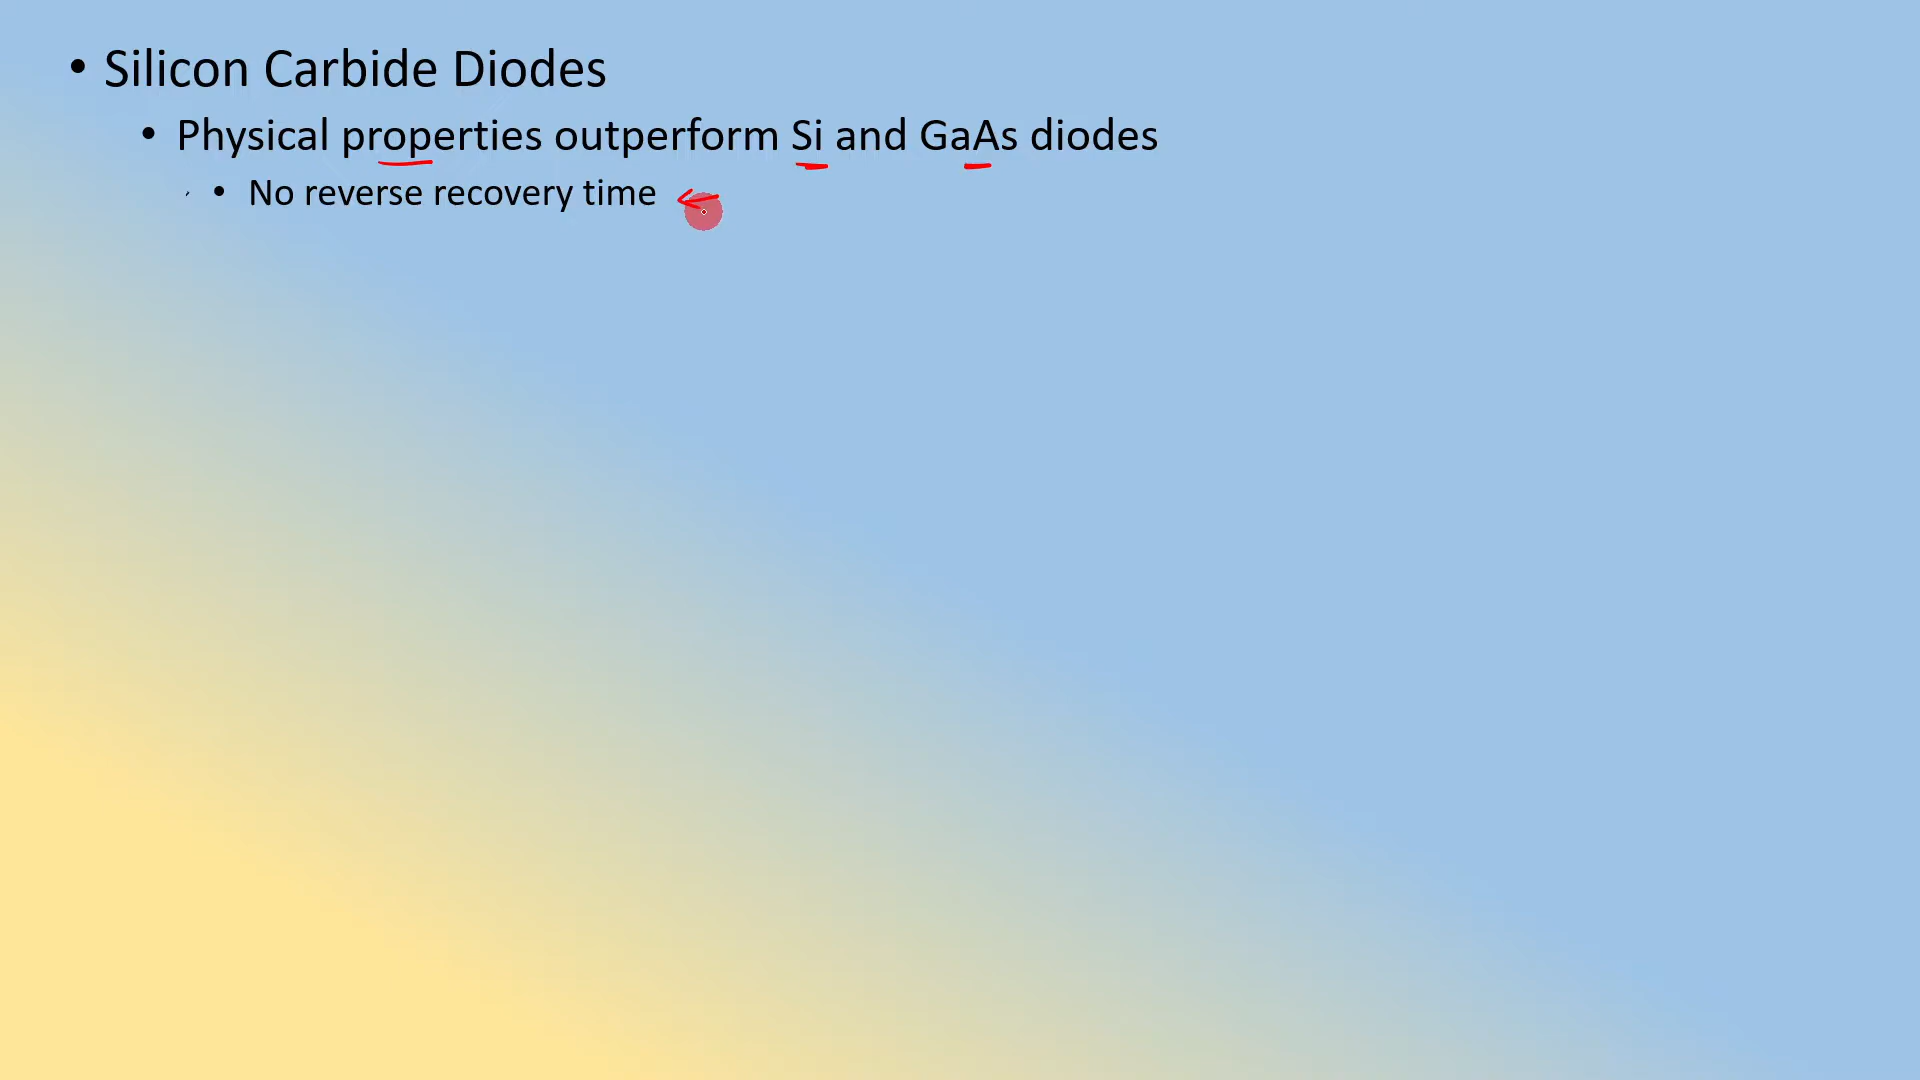 • Silicon Carbide Diodes
• Physical properties outperform Si and GaAs diodes
• No reverse recovery time